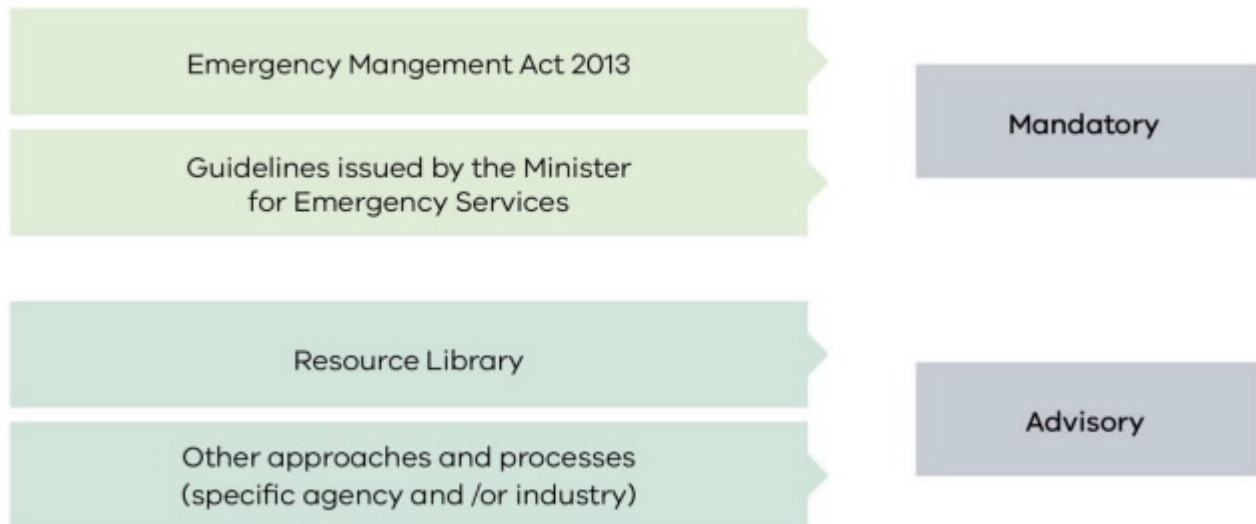 Emergency Mangement Act 2013
Mandatory
Guidelines issued by the Minister
for Emergency Services
Resource Library
Advisory
Other approaches and processes
(specific agency and /or industry)